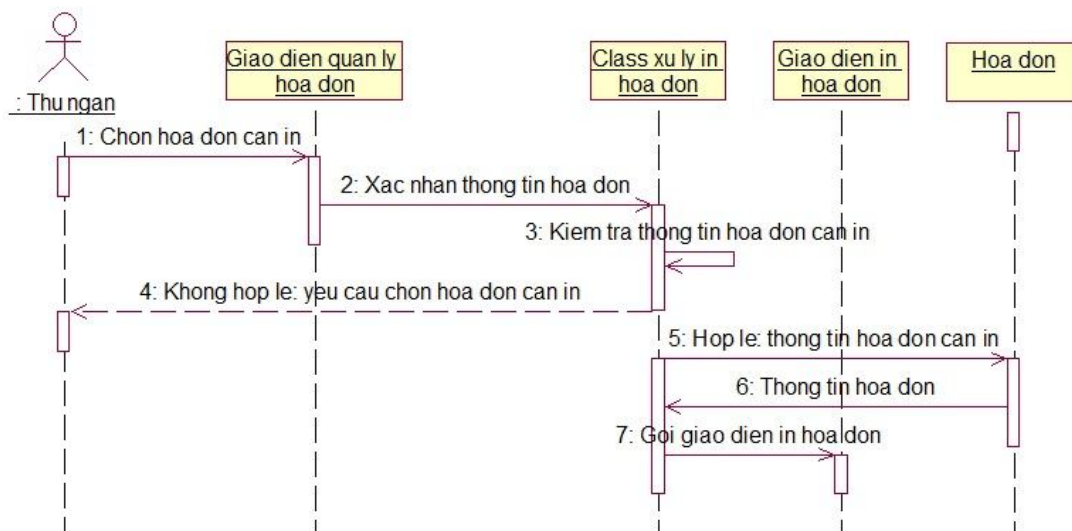 : Thu ngan
Giao dien quan ly
hoa don
Class xu ly in
hoa don
Giao dien in
hoa don
Hoa don
1: Chon hoa don can in
2: Xac nhan thong tin hoa don
3: Kiem tra thong tin hoa don can in
4: Khong hop le: yeu cau chon hoa don can in
5: Hop le: thong tin hoa don can in
6: Thong tin hoa don
7: Goi giao dien in hoa don